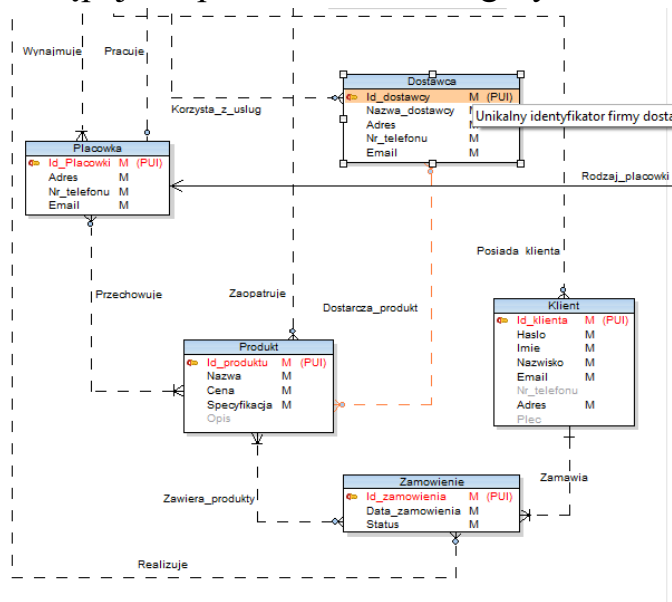 Wynajmuje
Pracuje
Korzysta_z_uslug
Dostawca
Id_dostawcy M (PUI)
Nazwa_dostawcy M
Adres
Nr_telefonu M
Email M
Unikalny identyfikator firmy dosta
Placowka
Id_Placowki M (PUI)
Adres M
Nr_telefonu M
Email M
Rodzaj_placowki
Posiada klienta
Przechowuje
Zaopatruje
Dostarcza_produkt
Klient
Id_klienta M (PUI)
Haslo M
Imie M
Nazwisko M
Email M
Nr_telefonu
Adres M
Plec
Produkt
Id_produktu M (PUI)
Nazwa M
Cena M
Specyfikacja M
Opis
Zawiera_produkty
Zamawia
Zamowienie
Id_zamowienia M (PUI)
Data_zamowienia M
Status M
Realizuje